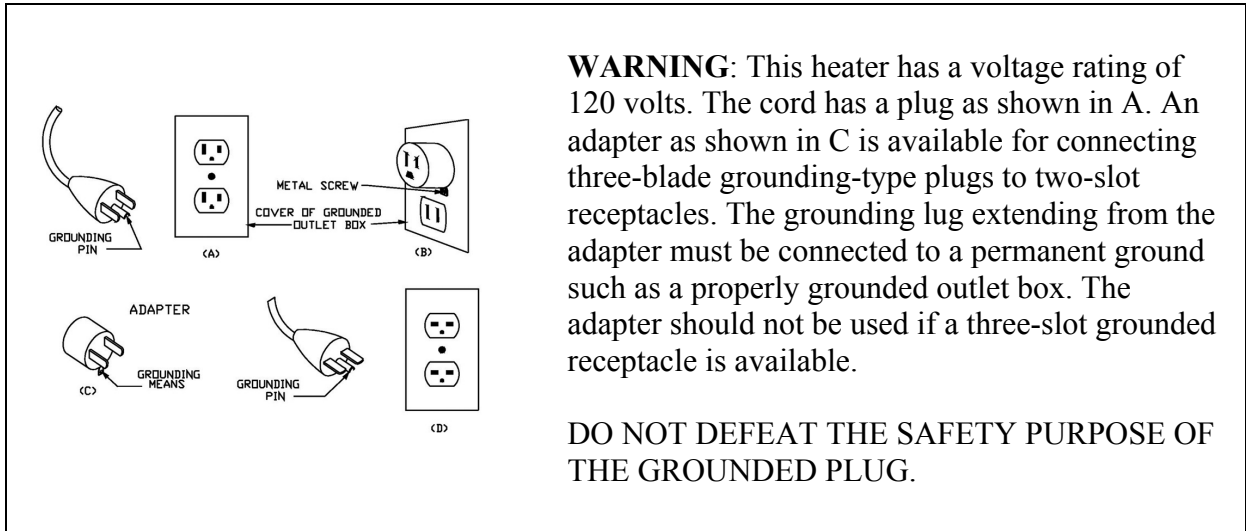 METAL SCREW
COVER OF GROUNDED
OUTLET BOX
GROUNDING
PIN
(A)
(B)
ADAPTER
GROUNDING
MEANS
(C)
GROUNDING
PIN
(D)
WARNING: This heater has a voltage rating of
120 volts. The cord has a plug as shown in A. An
adapter as shown in C is available for connecting
three-blade grounding-type plugs to two-slot
receptacles. The grounding lug extending from the
adapter must be connected to a permanent ground
such as a properly grounded outlet box. The
adapter should not be used if a three-slot grounded
receptacle is available.
DO NOT DEFEAT THE SAFETY PURPOSE OF
THE GROUNDED PLUG.